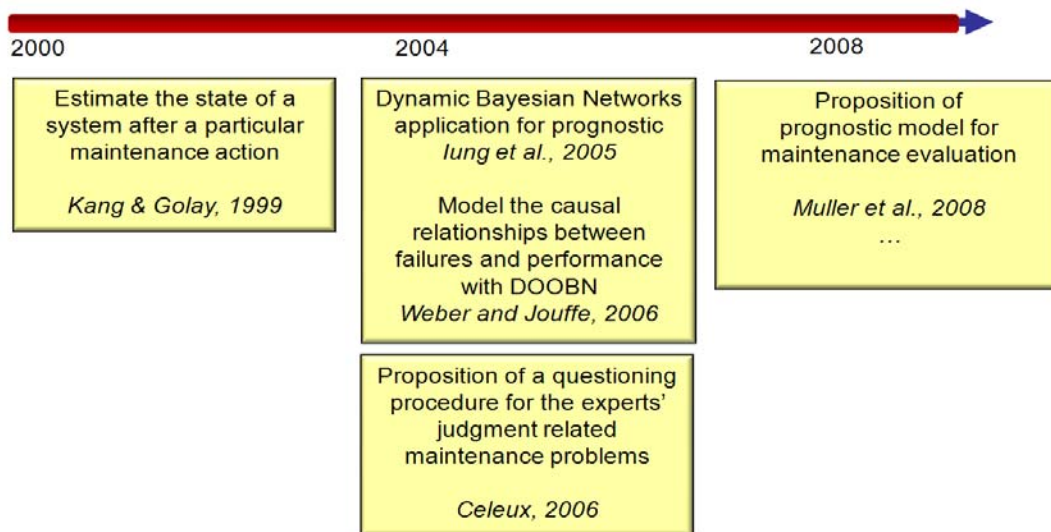 2000
2004
2008
Estimate the state of a
system after a particular
maintenance action
Kang & Golay, 1999
Dynamic Bayesian Networks
application for prognostic
Iung et al., 2005
Model the causal
relationships between
failures and performance
with DOOBN
Weber and Jouffe, 2006
Proposition of a questioning
procedure for the experts'
judgment related
maintenance problems
Celeux, 2006
Proposition of
prognostic model for
maintenance evaluation
Muller et al., 2008
…